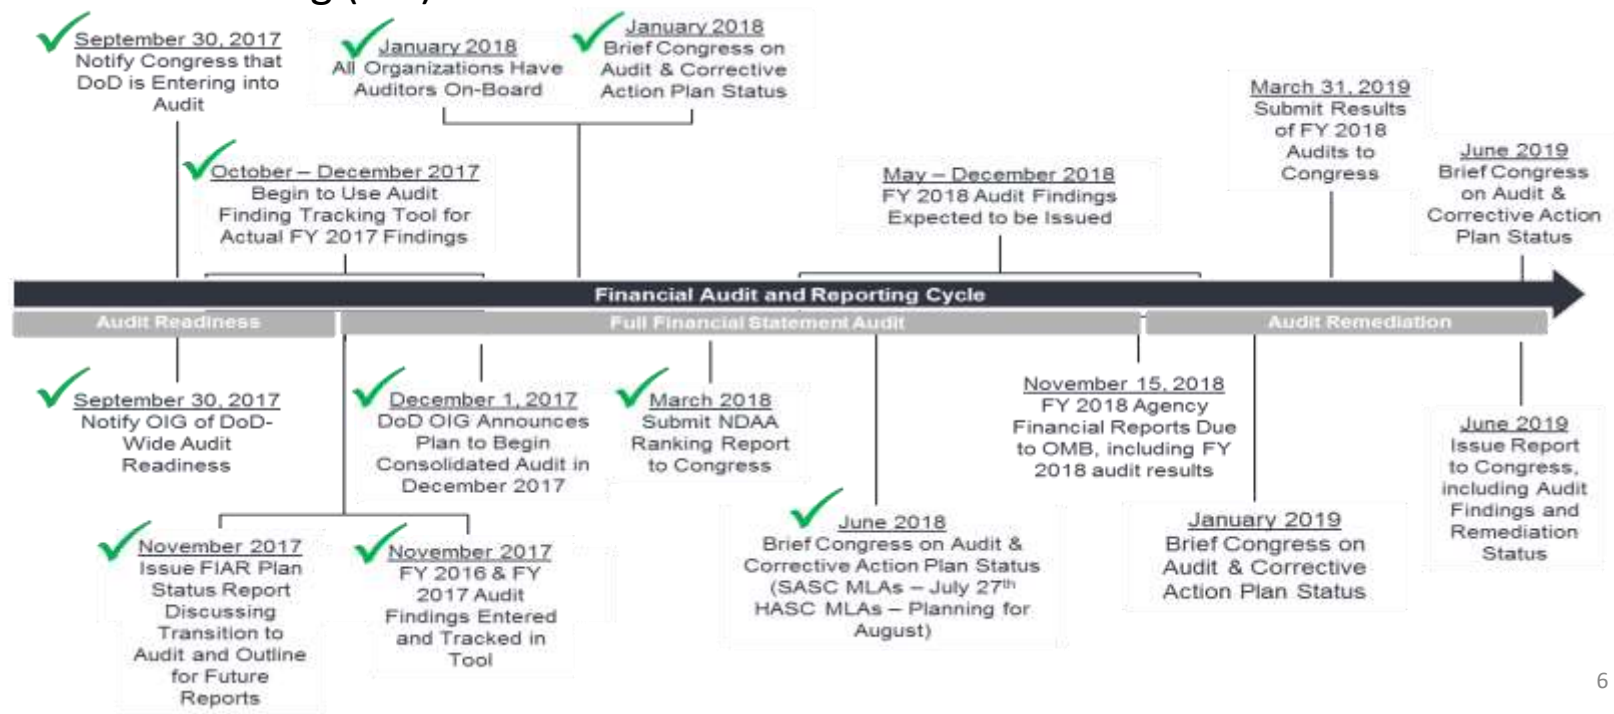 September 30, 2017
Notify Congress that
DoD is Entering into
Audit
January 2018
All Organizations Have
Auditors On-Board
January 2018
Brief Congress on
Audit & Corrective
Action Plan Status
October – December 2017
Begin to Use Audit
Finding Tracking Tool for
Actual FY 2017 Findings
May – December 2018
FY 2018 Audit Findings
Expected to be Issued
March 31, 2019
Submit Results
of FY 2018
Audits to
Congress
June 2019
Brief Congress
on Audit &
Corrective Action
Plan Status
Financial Audit and Reporting Cycle
Audit Readiness
Full Financial Statement Audit
Audit Remediation
September 30, 2017
Notify OIG of DoD-
Wide Audit
Readiness
December 1, 2017
DoD OIG Announces
Plan to Begin
Consolidated Audit in
December 2017
March 2018
Submit NDAA
Ranking Report
to Congress
November 15, 2018
FY 2018 Agency
Financial Reports Due
to OMB, including FY
2018 audit results
June 2019
Issue Report
to Congress,
including Audit
Findings and
Remediation
Status
November 2017
Issue FIAR Plan
Status Report
Discussing
Transition to
Audit and Outline
for Future
Reports
November 2017
FY 2016 & FY
2017 Audit
Findings Entered
and Tracked in
Tool
June 2018
Brief Congress on Audit &
Corrective Action Plan Status
(SASC MLAs – July 27th
HASC MLAs – Planning for
August)
January 2019
Brief Congress on
Audit & Corrective
Action Plan Status
6